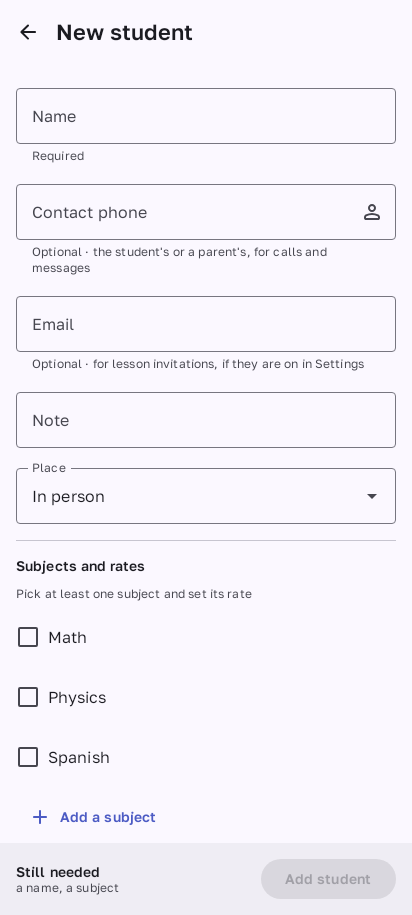 New student
Name
Required
Contact phone
Optional · the student's or a parent's, for calls and
messages
Email
Optional · for lesson invitations, if they are on in Settings
Note
Place
In person
Subjects and rates
Pick at least one subject and set its rate
Math
Physics
Spanish
Add a subject
Still needed
a name, a subject
Add student